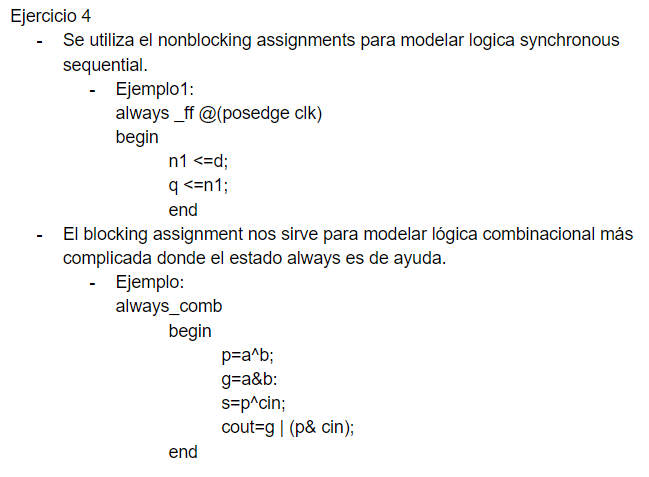 Ejercicio 4
- Se utiliza el nonblocking assignments para modelar logica synchronous
sequential.
- Ejemplo1:
always _ff @(posedge clk)
begin
n1 <=d;
q <=n1;
end
- El blocking assignment nos sirve para modelar lógica combinacional más
complicada donde el estado always es de ayuda.
- Ejemplo:
always_comb
begin
p=a^b;
g=a&b:
s=p^cin;
cout=g | (p& cin);
end